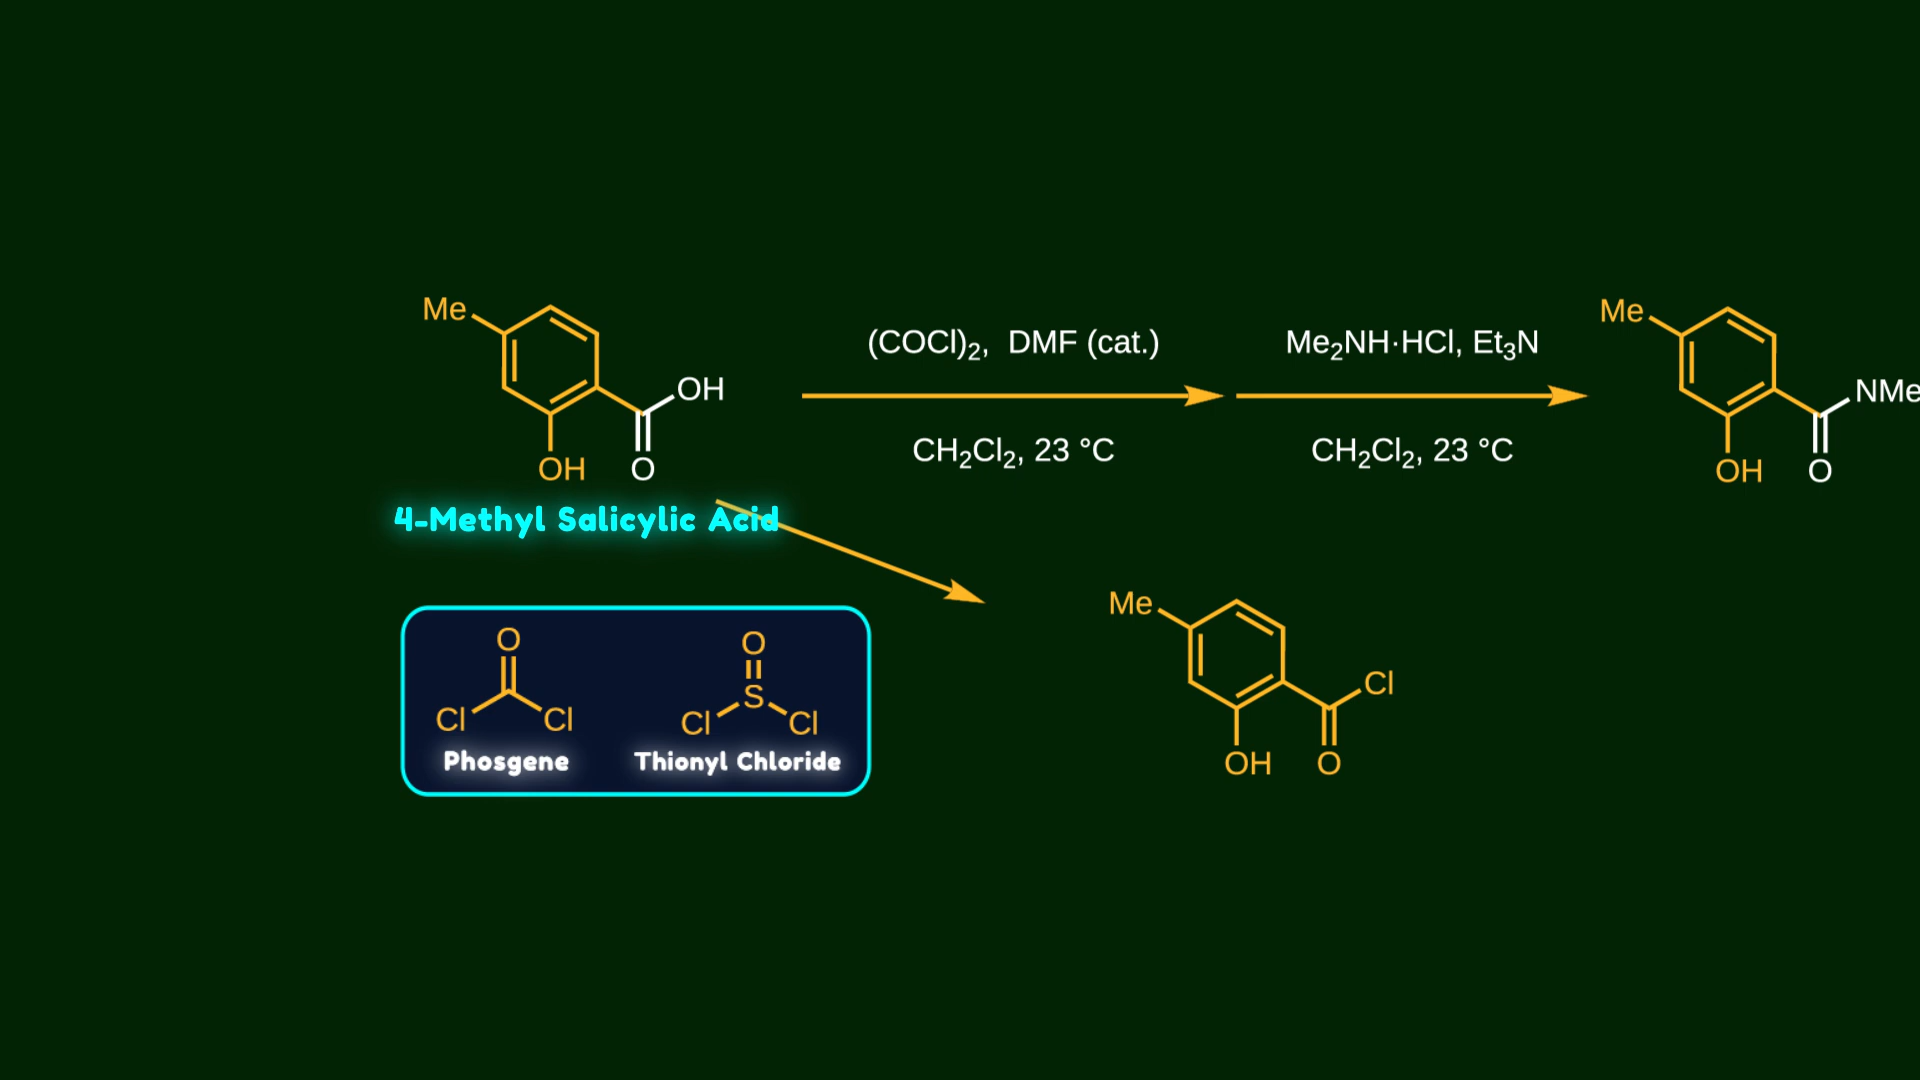 Me
OH
OH
O
4-Methyl Salicylic Acid
(COCl)₂, DMF (cat.)
CH₂Cl₂, 23 °C
Me₂NH·HCl, Et₃N
CH₂Cl₂, 23 °C
Me
NMe
OH
O
O
Cl
Cl
Phosgene
O
S
Cl
Cl
Thionyl Chloride
Me
Cl
OH
O